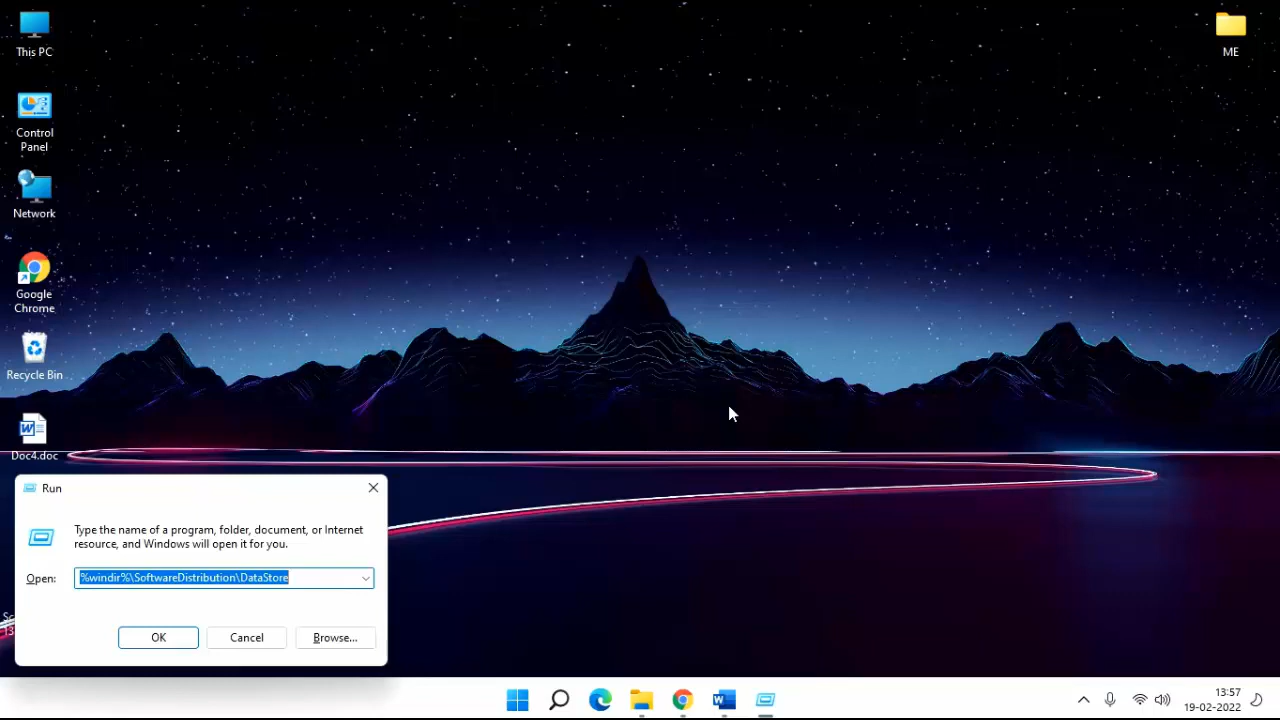 This PC
ME
Control
Panel
Network
Google
Chrome
Recycle Bin
Doc4.doc
Run
Type the name of a program, folder, document, or Internet
resource, and Windows will open it for you.
Open:
%windir%\SoftwareDistribution\DataStore
OK
Cancel
Browse...
13:57
19-02-2022